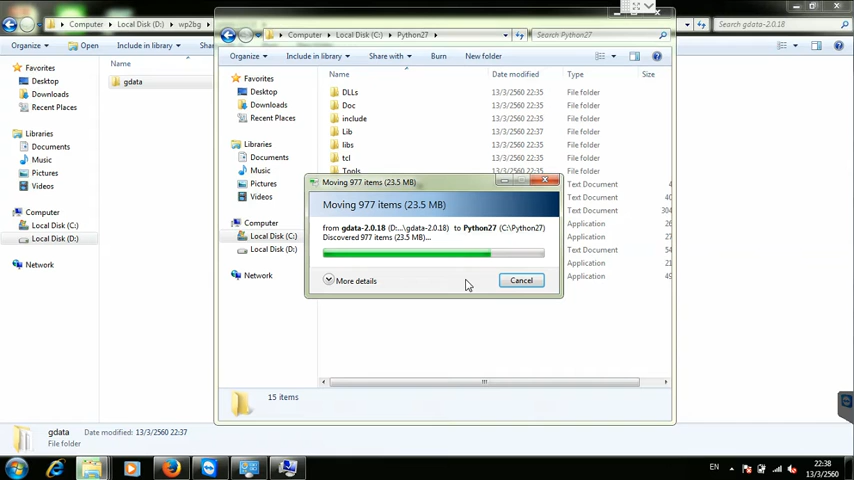 Computer ▸ Local Disk (D:) ▸ wp2bg ▸
Search gdata-2.0.18
Organize
Open
Include in library
Name
gdata
Favorites
Desktop
Downloads
Recent Places
Libraries
Documents
Music
Pictures
Videos
Computer
Local Disk (C:)
Local Disk (D:)
Network
Computer ▸ Local Disk (C:) ▸ Python27 ▸
Search Python27
Organize
Include in library
Share with
Burn
New folder
Favorites
Desktop
Downloads
Recent Places
Libraries
Documents
Music
Pictures
Videos
Computer
Local Disk (C:)
Local Disk (D:)
Network
Name Date modified Type Size
DLLs 13/3/2560 22:35 File folder
Doc 13/3/2560 22:35 File folder
include 13/3/2560 22:35 File folder
Lib 13/3/2560 22:37 File folder
libs 13/3/2560 22:35 File folder
tcl 13/3/2560 22:35 File folder
Tools File folder
Text Document
Text Document
Text Document
Application
Application
Text Document
Application
Application
Moving 977 items (23.5 MB)
Moving 977 items (23.5 MB)
from gdata-2.0.18 (D:...\gdata-2.0.18) to Python27 (C:\Python27)
Discovered 977 items (23.5 MB)...
More details
Cancel
15 items
gdata Date modified: 13/3/2560 22:37
File folder
EN
22:38
13/3/2560